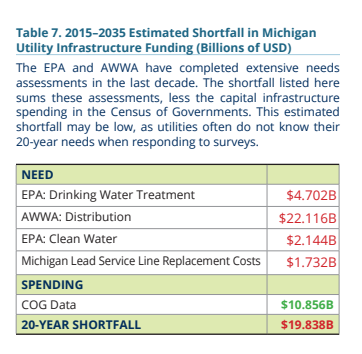 Table 7. 2015–2035 Estimated Shortfall in Michigan
Utility Infrastructure Funding (Billions of USD)
The EPA and AWWA have completed extensive needs
assessments in the last decade. The shortfall listed here
sums these assessments, less the capital infrastructure
spending in the Census of Governments. This estimated
shortfall may be low, as utilities often do not know their
20-year needs when responding to surveys.
NEED
EPA: Drinking Water Treatment $4.702B
AWWA: Distribution $22.116B
EPA: Clean Water $2.144B
Michigan Lead Service Line Replacement Costs $1.732B
SPENDING
COG Data $10.856B
20-YEAR SHORTFALL $19.838B